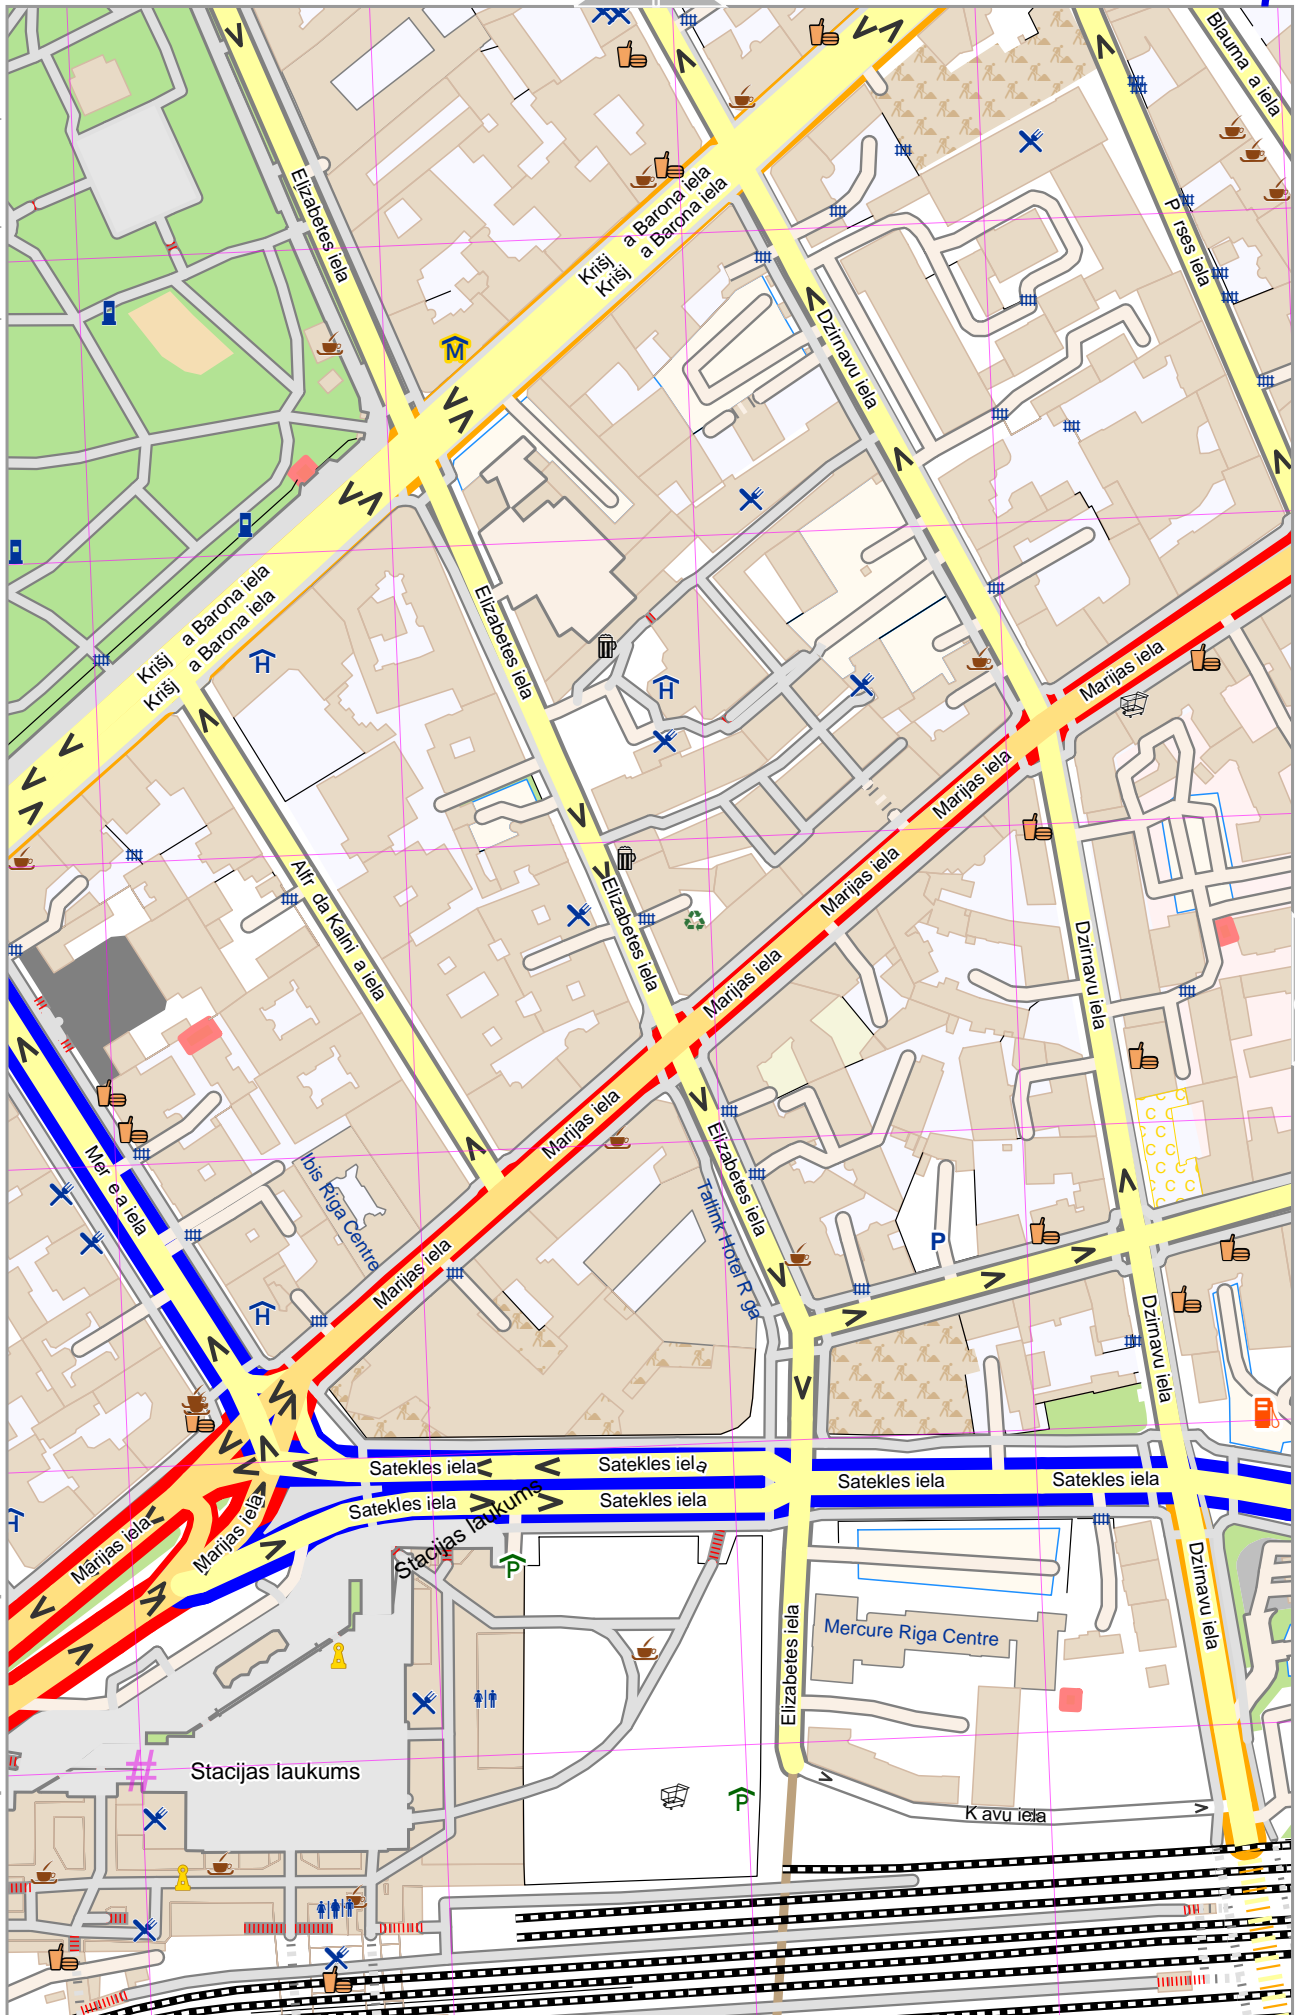 Blauma a iela
Elizabetes iela
Krišj a Barona iela
Krišj a Barona iela
P rses iela
Dzirnavu iela
M
Elizabetes iela
Krišj a Barona iela
Krišj a Barona iela
H
H
Marijas iela
Marijas iela
Marijas iela
Alfr da Kalni a iela
Elizabetes iela
Marijas iela
Dzirnavu iela
Marijas iela
Mer e a iela
Ibis Riga Centre
Elizabetes iela
Tallink Hotel R ga
P
Marijas iela
H
Dzirnavu iela
Satekles iela
Satekles iela
Satekles iela
Satekles iela
Satekles iela
Satekles iela
Marijas iela
Marijas iela
Stacijas laukums
H
P
Dzirnavu iela
Elizabetes iela
Mercure Riga Centre
Stacijas laukums
#
P
K avu iela